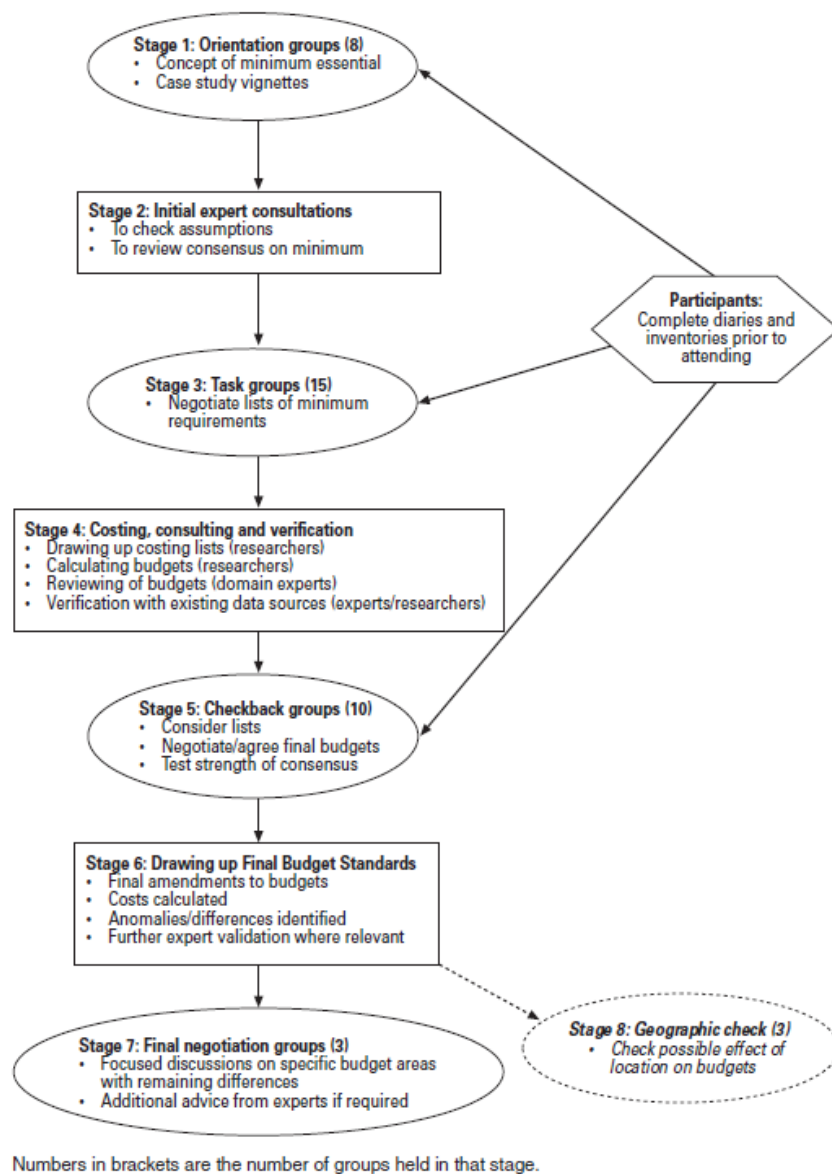 Stage 1: Orientation groups (8)
• Concept of minimum essential
• Case study vignettes
Stage 2: Initial expert consultations
• To check assumptions
• To review consensus on minimum
Participants:
Complete diaries and
inventories prior to
attending
Stage 3: Task groups (15)
• Negotiate lists of minimum
requirements
Stage 4: Costing, consulting and verification
• Drawing up costing lists (researchers)
• Calculating budgets (researchers)
• Reviewing of budgets (domain experts)
• Verification with existing data sources (experts/researchers)
Stage 5: Checkback groups (10)
• Consider lists
• Negotiate/agree final budgets
• Test strength of consensus
Stage 6: Drawing up Final Budget Standards
• Final amendments to budgets
• Costs calculated
• Anomalies/differences identified
• Further expert validation where relevant
Stage 7: Final negotiation groups (3)
• Focused discussions on specific budget areas
with remaining differences
• Additional advice from experts if required
Stage 8: Geographic check (3)
• Check possible effect of
location on budgets
Numbers in brackets are the number of groups held in that stage.